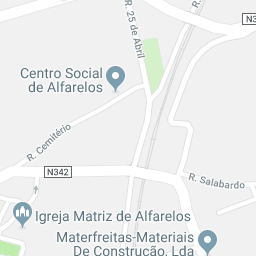 R. 25 de Abril
N342
Centro Social
de Alfarelos
R. Cemitério
N342
R. Salabardo
Igreja Matriz de Alfarelos
Materfreitas-Materiais
De Construção, Lda